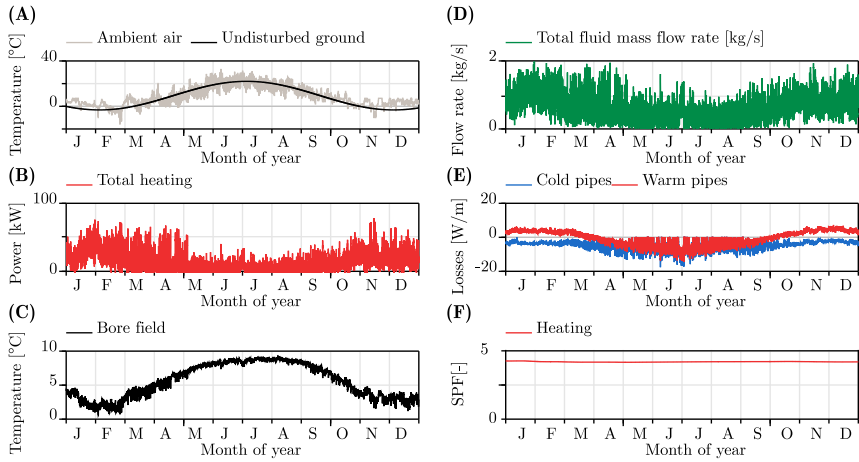 (A)
Ambient air Undisturbed ground
Temperature [°C]
40
20
0
J F M A M J J A S O N D
Month of year
(B)
Total heating
Power [kW]
100
0
J F M A M J J A S O N D
Month of year
(C)
Bore field
Temperature [°C]
10
5
0
J F M A M J J A S O N D
Month of year
(D)
Total fluid mass flow rate [kg/s]
Flow rate [kg/s]
2
1
0
J F M A M J J A S O N D
Month of year
(E)
Cold pipes Warm pipes
Losses [W/m]
20
0
−20
J F M A M J J A S O N D
Month of year
(F)
Heating
SPF[-]
5
0
J F M A M J J A S O N D
Month of year